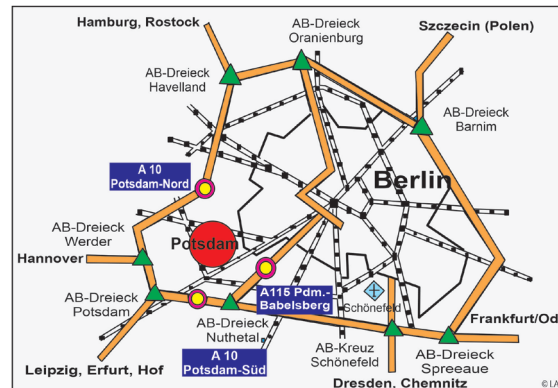 Hamburg, Rostock
AB-Dreieck
Oranienburg
Szczecin (Polen)
AB-Dreieck
Havelland
AB-Dreieck
Barnim
A 10
Potsdam-Nord
Berlin
AB-Dreieck
Werder
Potsdam
Hannover
AB-Dreieck
Potsdam
A115 Pdm.-
Babelsberg
Schönefeld
AB-Dreieck
Nuthetal
Frankfurt/Od
A 10
Potsdam-Süd
AB-Kreuz
Schönefeld
AB-Dreieck
Spreeaue
Leipzig, Erfurt, Hof
Dresden, Chemnitz